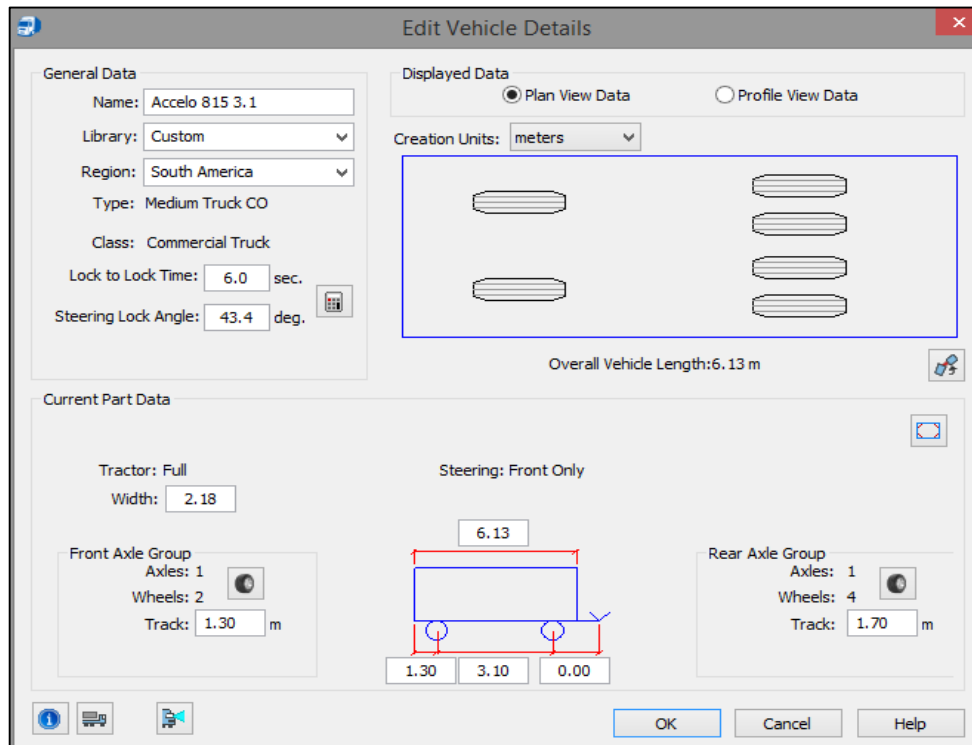 Edit Vehicle Details
General Data
Name: Accelo 815 3.1
Library: Custom
Region: South America
Type: Medium Truck CO
Class: Commercial Truck
Lock to Lock Time: 6.0 sec.
Steering Lock Angle: 43.4 deg.
Displayed Data
Plan View Data Profile View Data
Creation Units: meters
Overall Vehicle Length:6.13 m
Current Part Data
Tractor: Full
Width: 2.18
Steering: Front Only
6.13
Front Axle Group
Axles: 1
Wheels: 2
Track: 1.30 m
1.30 3.10 0.00
Rear Axle Group
Axles: 1
Wheels: 4
Track: 1.70 m
OK Cancel Help